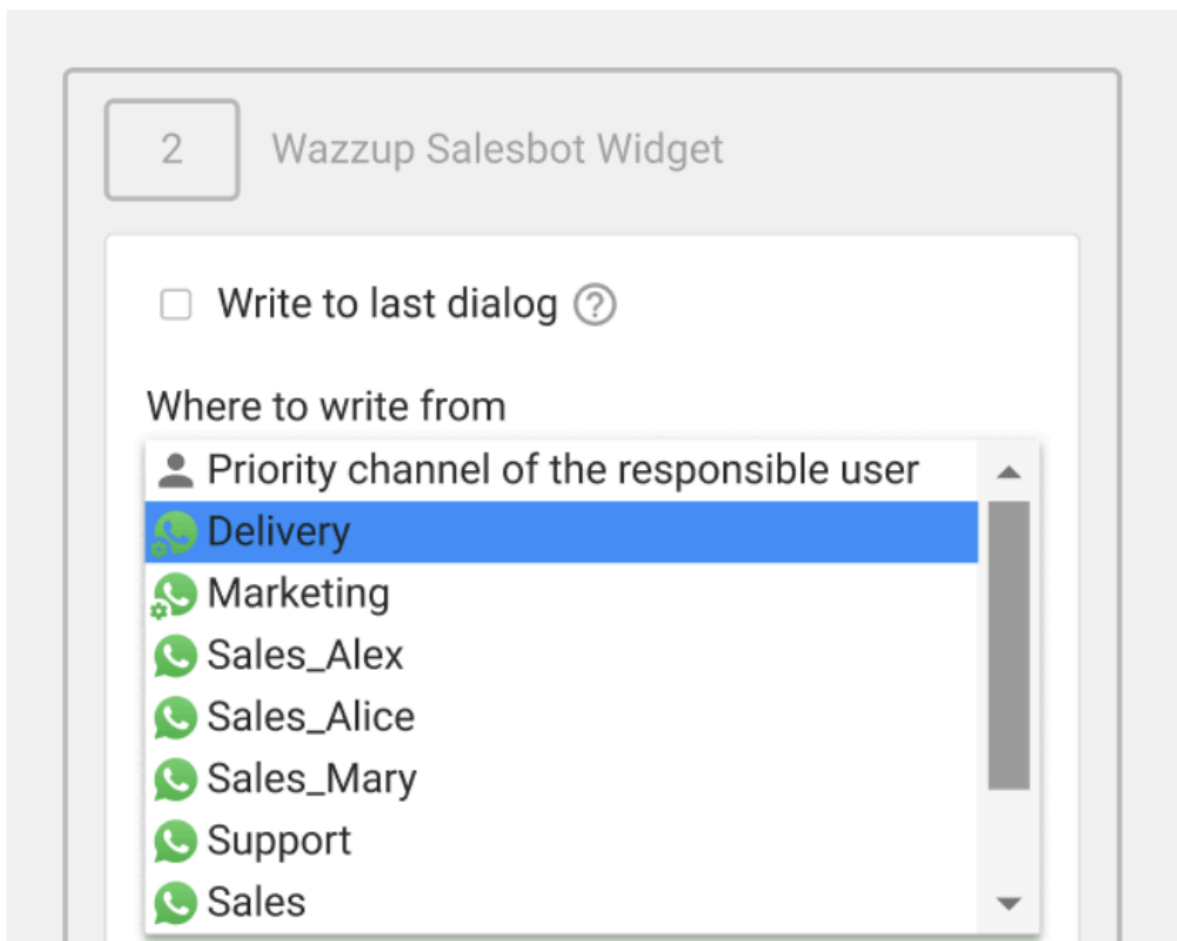 2 Wazzup Salesbot Widget
Write to last dialog ?
Where to write from
Priority channel of the responsible user
Delivery
Marketing
Sales_Alex
Sales_Alice
Sales_Mary
Support
Sales